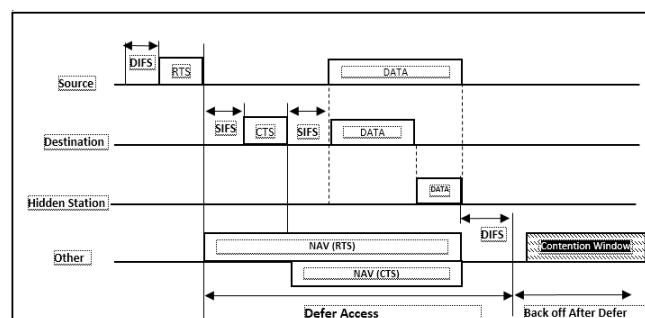 DIFS
RTS
DATA
Source
SIFS
CTS
SIFS
DATA
Destination
DATA
Hidden Station
DIFS
NAV (RTS)
Contention Window
Other
NAV (CTS)
Defer Access
Back off After Defer